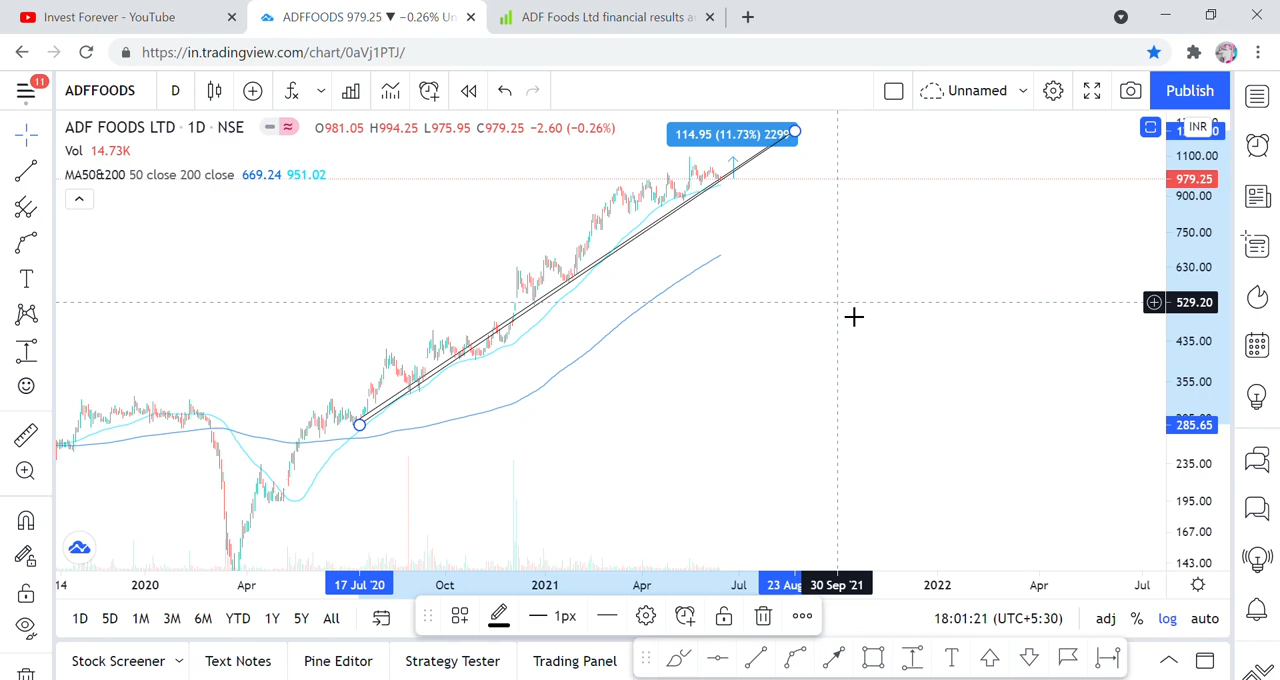 Invest Forever - YouTube
ADFFOODS 979.25 ▼ −0.26% Un
ADF Foods Ltd financial results a
https://in.tradingview.com/chart/0aVj1PTJ/
11
ADFFOODS
D
Unnamed
Publish
ADF FOODS LTD · 1D · NSE
O981.05 H994.25 L975.95 C979.25 −2.60 (−0.26%)
Vol 14.73K
MA50&200 50 close 200 close 669.24 951.02
114.95 (11.73%) 2299
INR
1100.00
979.25
900.00
750.00
630.00
529.20
435.00
355.00
285.65
235.00
195.00
167.00
143.00
14 2020 Apr 17 Jul '20 Oct 2021 Apr Jul 23 Aug 30 Sep '21 2022 Apr Jul
1D 5D 1M 3M 6M YTD 1Y 5Y All
1px
18:01:21 (UTC+5:30) adj % log auto
Stock Screener Text Notes Pine Editor Strategy Tester Trading Panel